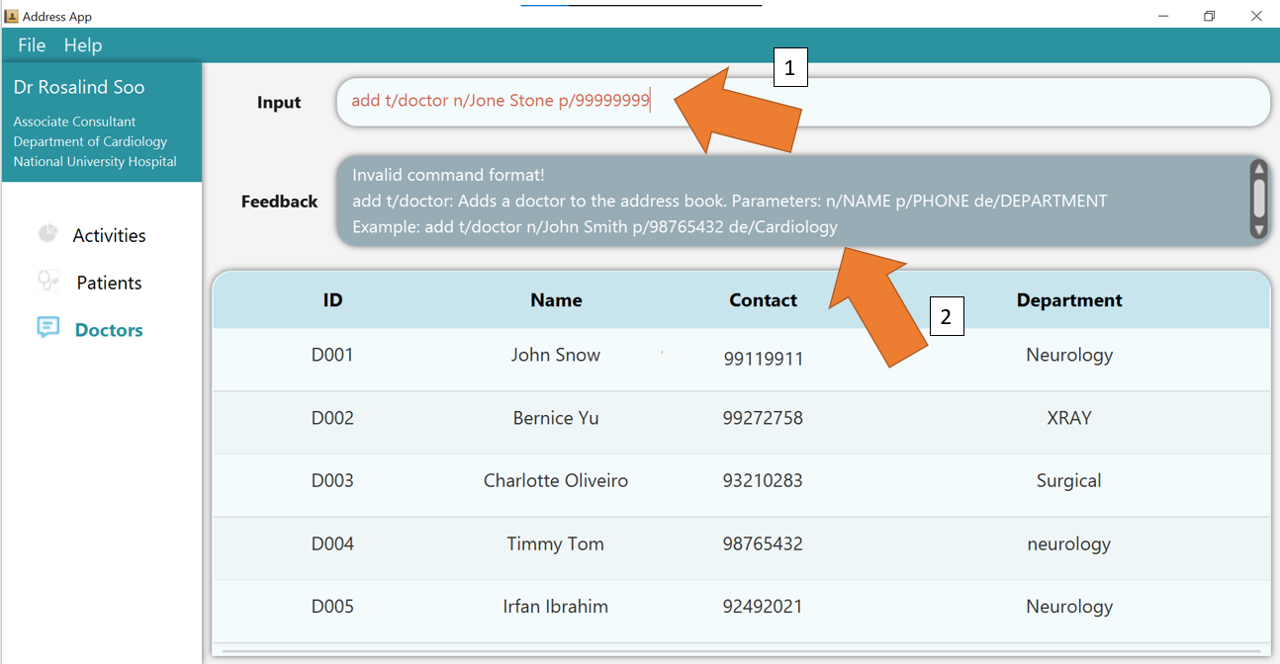 Address App
File Help
Dr Rosalind Soo
Associate Consultant
Department of Cardiology
National University Hospital
Activities
Patients
Doctors
Input
add t/doctor n/Jone Stone p/99999999
1
Feedback
Invalid command format!
add t/doctor: Adds a doctor to the address book. Parameters: n/NAME p/PHONE de/DEPARTMENT
Example: add t/doctor n/John Smith p/98765432 de/Cardiology
2
ID Name Contact Department
D001 John Snow 99119911 Neurology
D002 Bernice Yu 99272758 XRAY
D003 Charlotte Oliveiro 93210283 Surgical
D004 Timmy Tom 98765432 neurology
D005 Irfan Ibrahim 92492021 Neurology